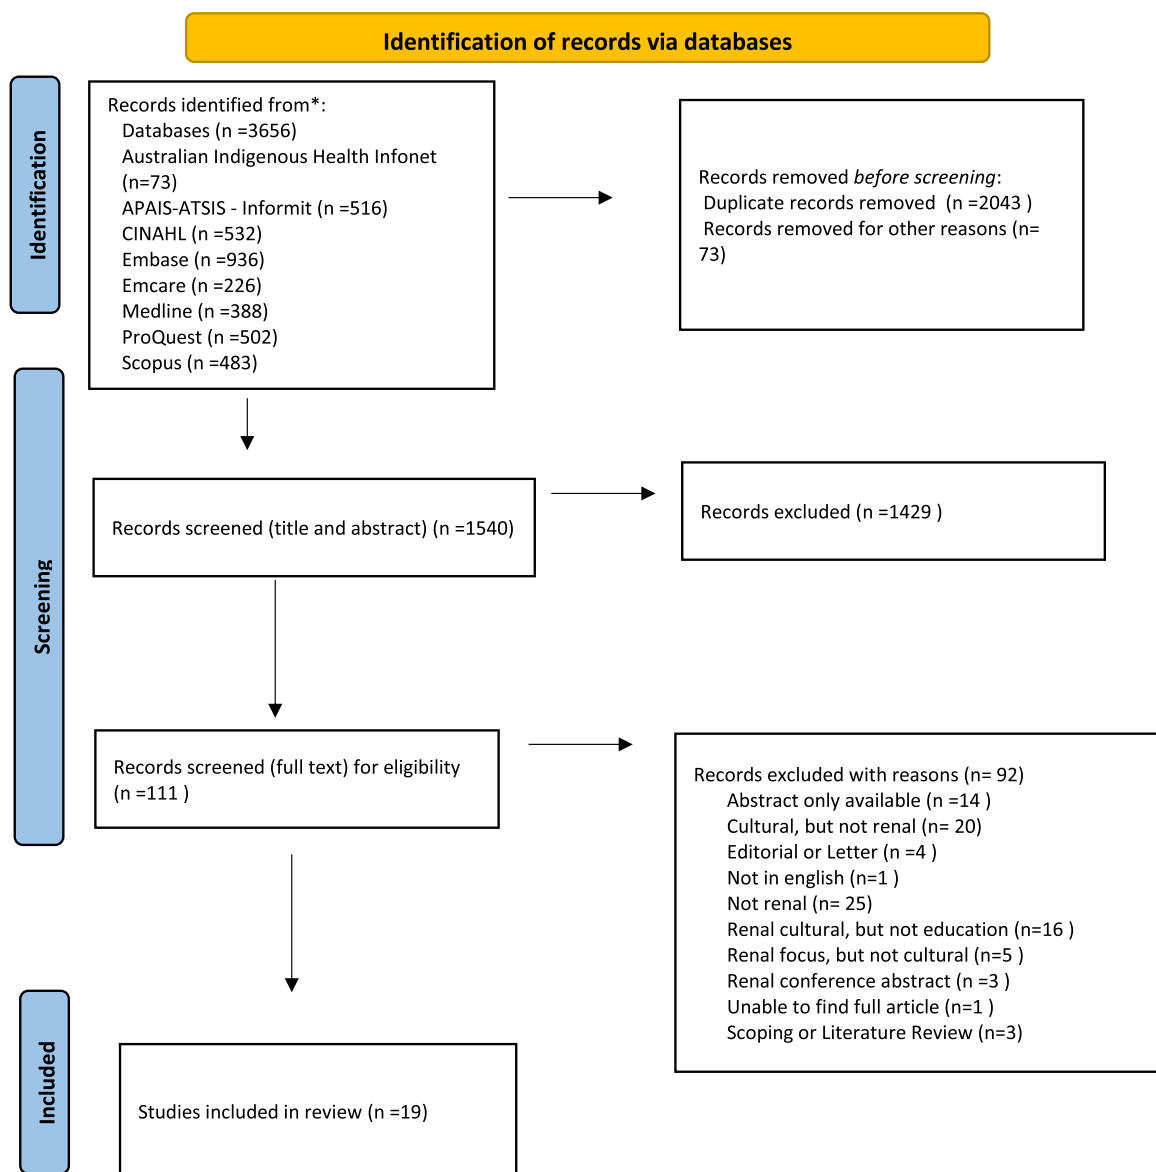 Identification of records via databases
Identification
Records identified from*:
Databases (n =3656)
Australian Indigenous Health Infonet
(n=73)
APAIS-ATSIS - Informit (n =516)
CINAHL (n =532)
Embase (n =936)
Emcare (n =226)
Medline (n =388)
ProQuest (n =502)
Scopus (n =483)
Records removed before screening:
Duplicate records removed  (n =2043 )
Records removed for other reasons (n=
73)
Screening
Records screened (title and abstract) (n =1540)
Records excluded (n =1429 )
Records screened (full text) for eligibility
(n =111 )
Records excluded with reasons (n= 92)
Abstract only available (n =14 )
Cultural, but not renal (n= 20)
Editorial or Letter (n =4 )
Not in english (n=1 )
Not renal (n= 25)
Renal cultural, but not education (n=16 )
Renal focus, but not cultural (n=5 )
Renal conference abstract (n =3 )
Unable to find full article (n=1 )
Scoping or Literature Review (n=3)
Included
Studies included in review (n =19)